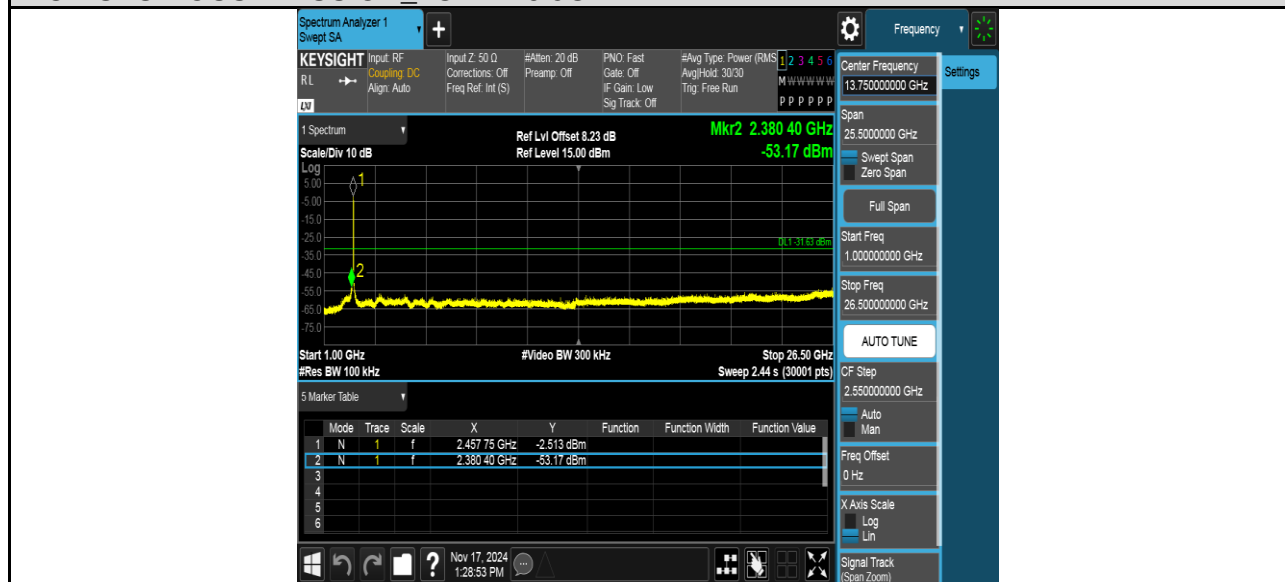 Spectrum Analyzer 1
Swept SA
Frequency
KEYSIGHT
RL
LXI
Input: RF
Coupling: DC
Align: Auto
Input Z: 50 Ω
Corrections: Off
Freq Ref: Int (S)
#Atten: 20 dB
Preamp: Off
PNO: Fast
Gate: Off
IF Gain: Low
Sig Track: Off
#Avg Type: Power (RMS
Avg|Hold: 30/30
Trig: Free Run
1 2 3 4 5 6
M W W W W W
P P P P P P
Center Frequency
13.750000000 GHz
Settings
Span
25.5000000 GHz
Swept Span
Zero Span
Full Span
Start Freq
1.000000000 GHz
Stop Freq
26.500000000 GHz
AUTO TUNE
CF Step
2.550000000 GHz
Auto
Man
Freq Offset
0 Hz
X Axis Scale
Log
Lin
Signal Track
(Span Zoom)
1 Spectrum
Scale/Div 10 dB
Ref Lvl Offset 8.23 dB
Ref Level 15.00 dBm
Mkr2 2.380 40 GHz
-53.17 dBm
Log
5.00
-5.00
-15.0
-25.0
-35.0
-45.0
-55.0
-65.0
-75.0
1
2
DL1 -31.63 dBm
Start 1.00 GHz
#Res BW 100 kHz
#Video BW 300 kHz
Stop 26.50 GHz
Sweep 2.44 s (30001 pts)
5 Marker Table
Mode Trace Scale X Y Function Function Width Function Value
1 N 1 f 2.457 75 GHz -2.513 dBm
2 N 1 f 2.380 40 GHz -53.17 dBm
3
4
5
6
?
Nov 17, 2024
1:28:53 PM